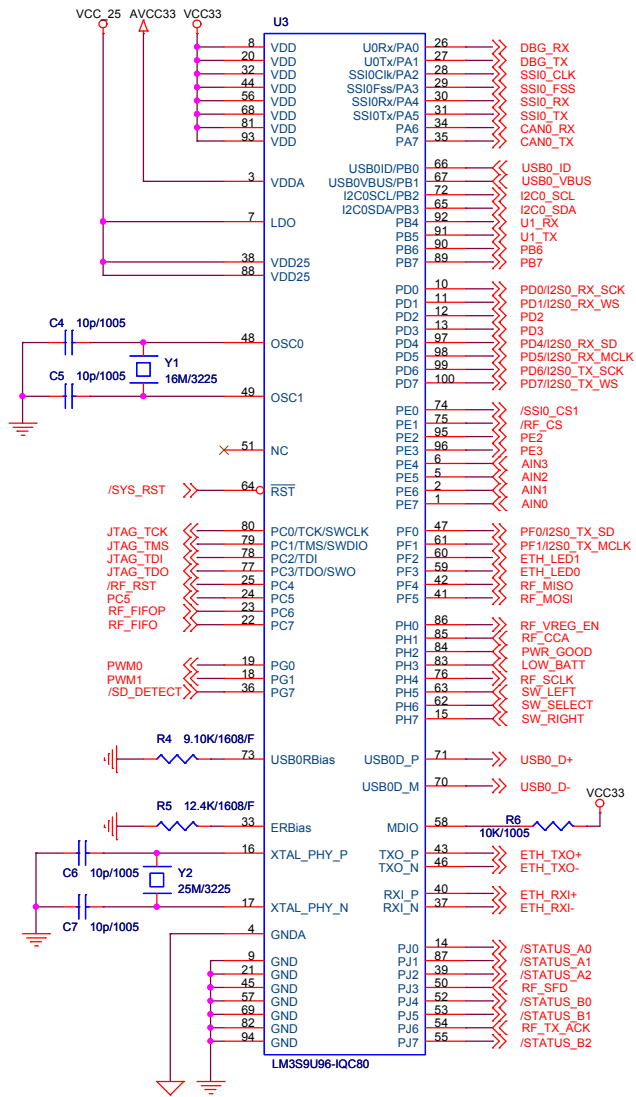 VCC_25 AVCC33 VCC33
U3
8 VDD U0Rx/PA0 26 DBG_RX
20 VDD U0Tx/PA1 27 DBG_TX
32 VDD SSI0Clk/PA2 28 SSI0_CLK
44 VDD SSI0Fss/PA3 29 SSI0_FSS
56 VDD SSI0Rx/PA4 30 SSI0_RX
68 VDD SSI0Tx/PA5 31 SSI0_TX
81 VDD PA6 34 CAN0_RX
93 VDD PA7 35 CAN0_TX
USB0ID/PB0 66 USB0_ID
3 VDDA USB0VBUS/PB1 67 USB0_VBUS
I2C0SCL/PB2 72 I2C0_SCL
I2C0SDA/PB3 65 I2C0_SDA
7 LDO PB4 92 U1_RX
PB5 91 U1_TX
PB6 90 PB6
38 VDD25 PB7 89 PB7
88 VDD25
PD0 10 PD0/I2S0_RX_SCK
PD1 11 PD1/I2S0_RX_WS
PD2 12 PD2
C4 10p/1005 PD3 13 PD3
48 OSC0 PD4 97 PD4/I2S0_RX_SD
Y1 PD5 98 PD5/I2S0_RX_MCLK
16M/3225 PD6 99 PD6/I2S0_TX_SCK
C5 10p/1005 PD7 100 PD7/I2S0_TX_WS
49 OSC1
PE0 74 /SSI0_CS1
PE1 75 /RF_CS
PE2 95 PE2
51 NC PE3 96 PE3
PE4 6 AIN3
PE5 5 AIN2
/SYS_RST 64 RST PE6 2 AIN1
PE7 1 AIN0
JTAG_TCK 80 PC0/TCK/SWCLK PF0 47 PF0/I2S0_TX_SD
JTAG_TMS 79 PC1/TMS/SWDIO PF1 61 PF1/I2S0_TX_MCLK
JTAG_TDI 78 PC2/TDI PF2 60 ETH_LED1
JTAG_TDO 77 PC3/TDO/SWO PF3 59 ETH_LED0
/RF_RST 25 PC4 PF4 42 RF_MISO
PC5 24 PC5 PF5 41 RF_MOSI
RF_FIFOP 23 PC6
RF_FIFO 22 PC7 PH0 86 RF_VREG_EN
PH1 85 RF_CCA
PH2 84 PWR_GOOD
PWM0 19 PG0 PH3 83 LOW_BATT
PWM1 18 PG1 PH4 76 RF_SCLK
/SD_DETECT 36 PG7 PH5 63 SW_LEFT
PH6 62 SW_SELECT
PH7 15 SW_RIGHT
R4 9.10K/1608/F
73 USB0RBias USB0D_P 71 USB0_D+
USB0D_M 70 USB0_D-
VCC33
R5 12.4K/1608/F
33 ERBias MDIO 58 R6
10K/1005
16 XTAL_PHY_P TXO_P 43 ETH_TXO+
C6 10p/1005 Y2 TXO_N 46 ETH_TXO-
25M/3225
RXI_P 40 ETH_RXI+
C7 10p/1005 17 XTAL_PHY_N RXI_N 37 ETH_RXI-
4 GNDA
PJ0 14 /STATUS_A0
9 GND PJ1 87 /STATUS_A1
21 GND PJ2 39 /STATUS_A2
45 GND PJ3 50 RF_SFD
57 GND PJ4 52 /STATUS_B0
69 GND PJ5 53 /STATUS_B1
82 GND PJ6 54 RF_TX_ACK
94 GND PJ7 55 /STATUS_B2
LM3S9U96-IQC80